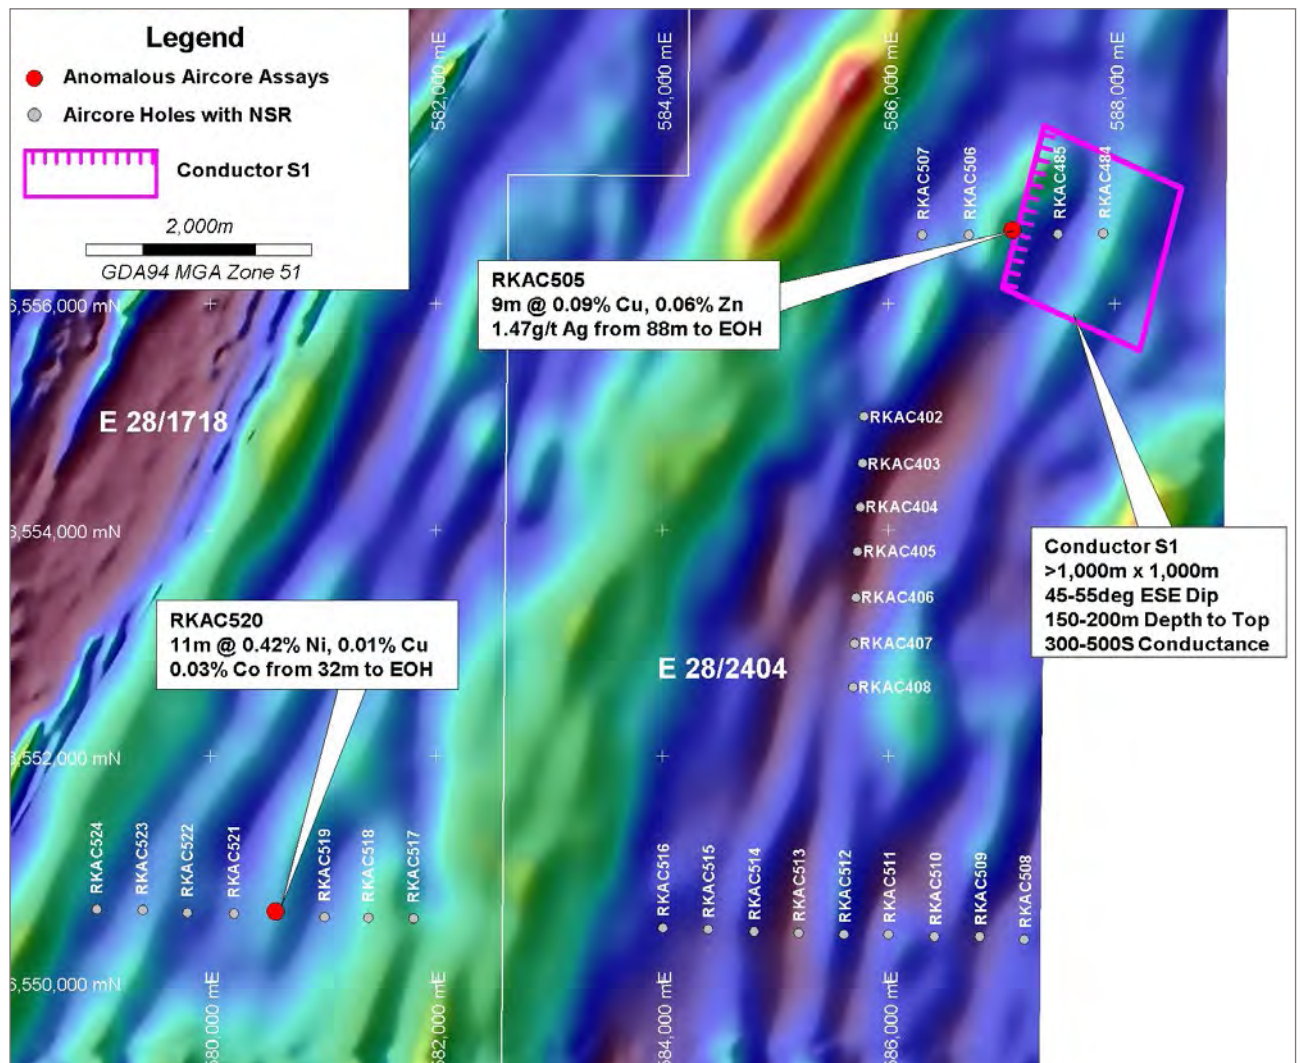 Legend
Anomalous Aircore Assays
Aircore Holes with NSR
Conductor S1
2,000m
GDA94 MGA Zone 51
582,000 mE
584,000 mE
586,000 mE
588,000 mE
RKAC507
RKAC506
RKAC485
RKAC484
RKAC505
9m @ 0.09% Cu, 0.06% Zn
1.47g/t Ag from 88m to EOH
6,556,000 mN
E 28/1718
RKAC402
RKAC403
RKAC404
RKAC405
RKAC406
RKAC407
RKAC408
6,554,000 mN
Conductor S1
>1,000m x 1,000m
45-55deg ESE Dip
150-200m Depth to Top
300-500S Conductance
RKAC520
11m @ 0.42% Ni, 0.01% Cu
0.03% Co from 32m to EOH
E 28/2404
6,552,000 mN
RKAC524
RKAC523
RKAC522
RKAC521
RKAC519
RKAC518
RKAC517
RKAC516
RKAC515
RKAC514
RKAC513
RKAC512
RKAC511
RKAC510
RKAC509
RKAC508
6,550,000 mN
580,000 mE
582,000 mE
584,000 mE
586,000 mE